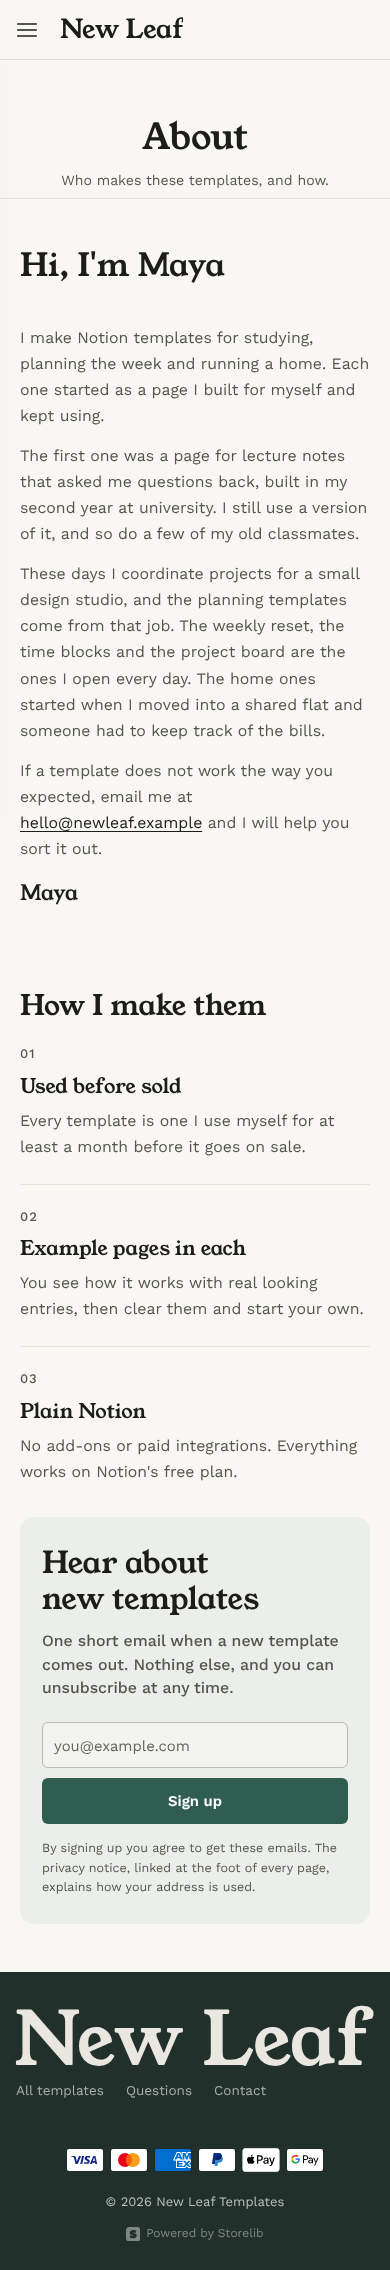 New Leaf
About
Who makes these templates, and how.
Hi, I'm Maya
I make Notion templates for studying,
planning the week and running a home. Each
one started as a page I built for myself and
kept using.
The first one was a page for lecture notes
that asked me questions back, built in my
second year at university. I still use a version
of it, and so do a few of my old classmates.
These days I coordinate projects for a small
design studio, and the planning templates
come from that job. The weekly reset, the
time blocks and the project board are the
ones I open every day. The home ones
started when I moved into a shared flat and
someone had to keep track of the bills.
If a template does not work the way you
expected, email me at
hello@newleaf.example and I will help you
sort it out.
Maya
How I make them
01
Used before sold
Every template is one I use myself for at
least a month before it goes on sale.
02
Example pages in each
You see how it works with real looking
entries, then clear them and start your own.
03
Plain Notion
No add-ons or paid integrations. Everything
works on Notion's free plan.
Hear about
new templates
One short email when a new template
comes out. Nothing else, and you can
unsubscribe at any time.
you@example.com
Sign up
By signing up you agree to get these emails. The
privacy notice, linked at the foot of every page,
explains how your address is used.
New Leaf
All templates Questions Contact
VISA AMEX Apple Pay G Pay
© 2026 New Leaf Templates
Powered by Storelib